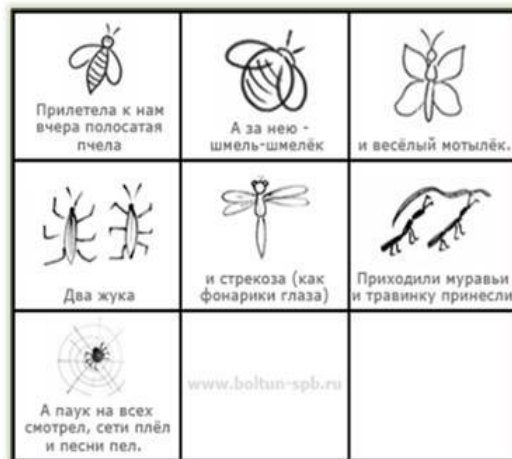 Прилетела к нам
вчера полосатая
пчела
А за нею -
шмель-шмелёк
и весёлый мотылёк.
Два жука
и стрекоза (как
фонарики глаза)
Приходили муравьи
и травинку принесли
А паук на всех
смотрел, сети плёл
и песни пел.
www.boltun-spb.ru